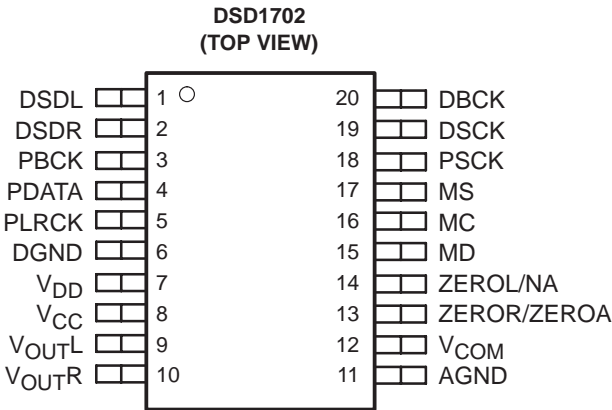 DSD1702
(TOP VIEW)
DSDL 1 20 DBCK
DSDR 2 19 DSCK
PBCK 3 18 PSCK
PDATA 4 17 MS
PLRCK 5 16 MC
DGND 6 15 MD
VDD 7 14 ZEROL/NA
VCC 8 13 ZEROR/ZEROA
VOUTL 9 12 VCOM
VOUTR 10 11 AGND